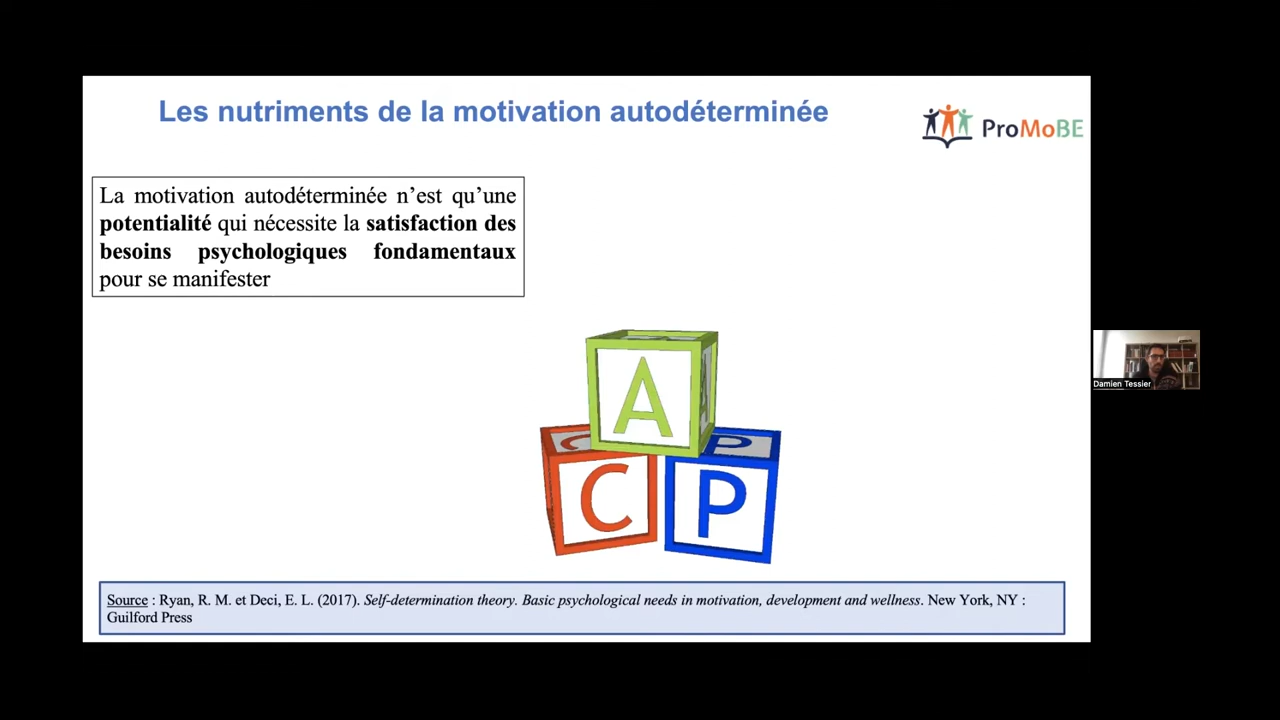 Les nutriments de la motivation autodéterminée
ProMoBE
La motivation autodéterminée n’est qu’une
potentialité qui nécessite la satisfaction des
besoins psychologiques fondamentaux
pour se manifester
A
C
P
C
P
Damien Tessier
Source : Ryan, R. M. et Deci, E. L. (2017). Self-determination theory. Basic psychological needs in motivation, development and wellness. New York, NY :
Guilford Press